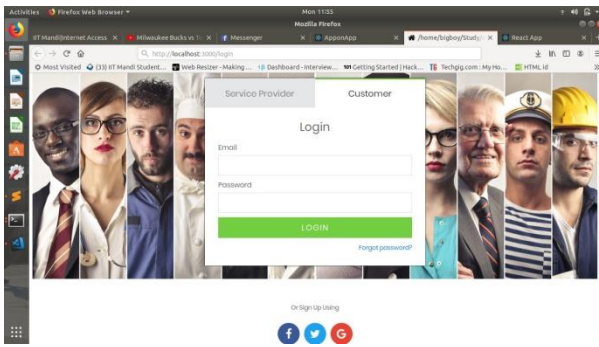 Activities Firefox Web Browser Mon 11:55
Mozilla Firefox
IIT Mandi|Internet Access Milwaukee Bucks vs To Messenger ApponApp /home/bigboy/Study/ React App
http://localhost:3000/login
Most Visited (33) IIT Mandi Student... Web Resizer - Making ... Dashboard - Interview... Getting Started | Hack... Techgig.com : My Ho... HTML id
Service Provider Customer
Login
Email
Password
LOGIN
Forgot password?
Or Sign Up Using
f G